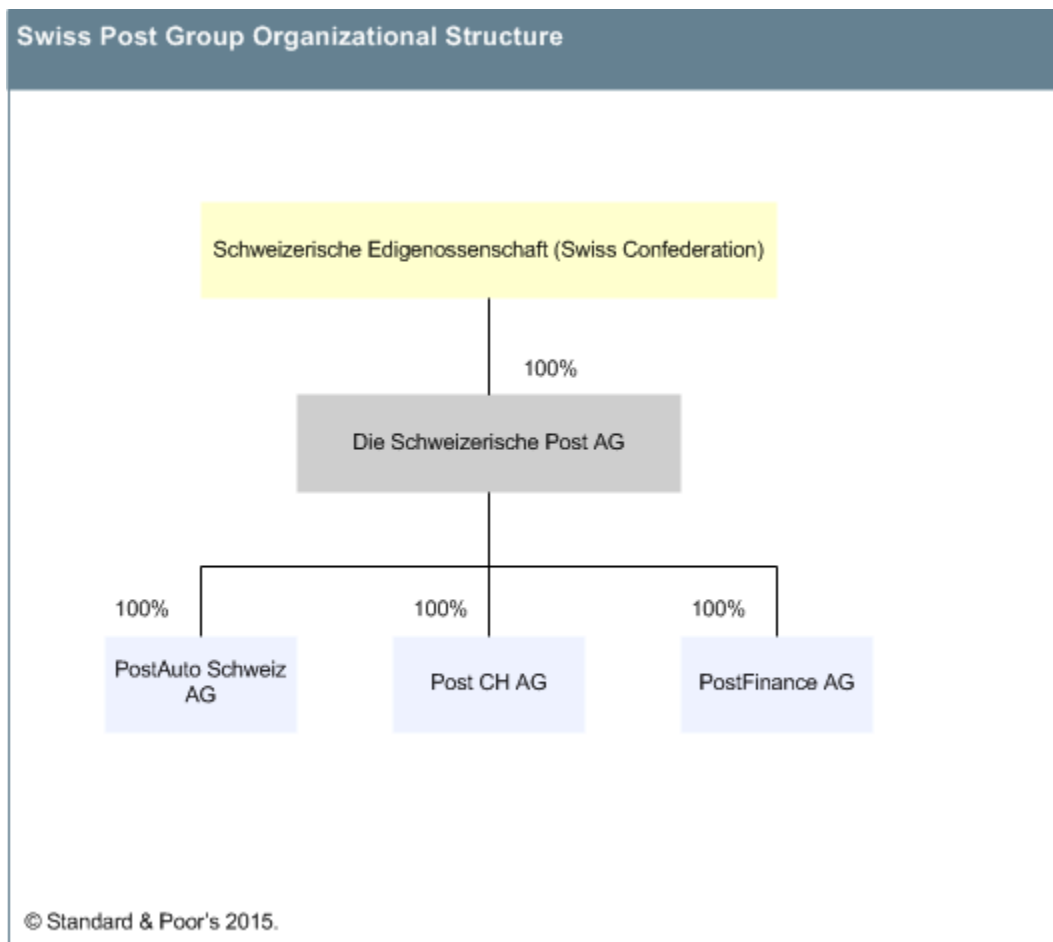 Swiss Post Group Organizational Structure
Schweizerische Edigenossenschaft (Swiss Confederation)
100%
Die Schweizerische Post AG
100%
100%
100%
PostAuto Schweiz
AG
Post CH AG
PostFinance AG
© Standard & Poor's 2015.